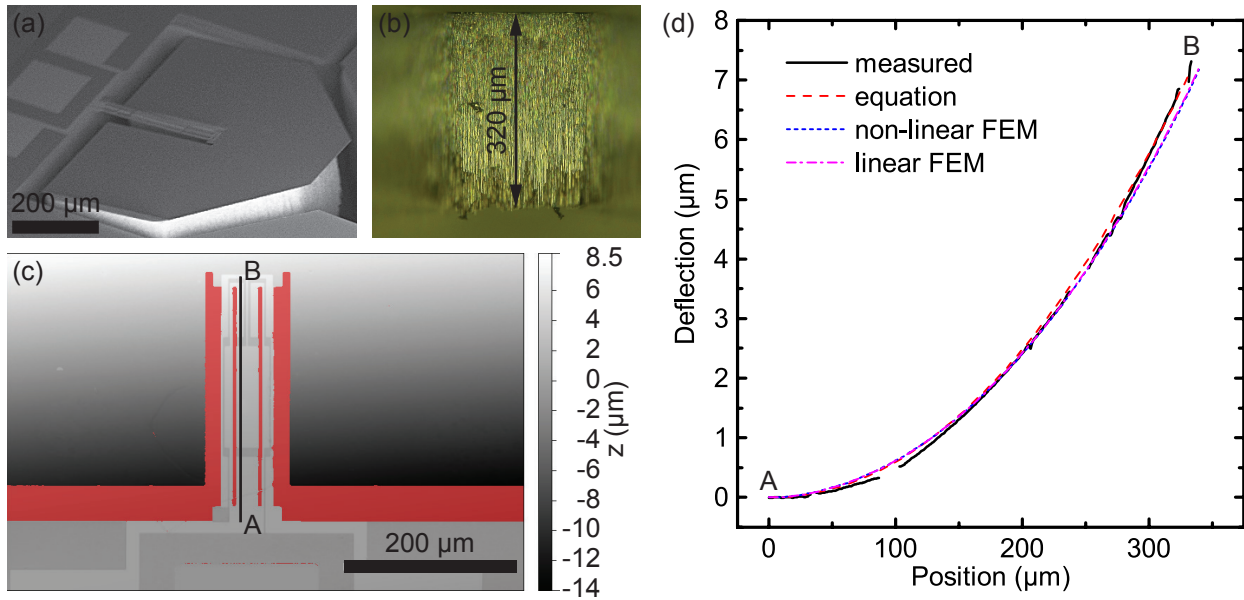 (a)
200 µm
(b)
320 µm
(c)
B
A
200 µm
8.5
6
4
2
0
-2
-4
-6
-8
-10
-12
-14
z (µm)
(d)
measured
equation
non-linear FEM
linear FEM
A
B
8
7
6
5
4
3
2
1
0
Deflection (µm)
0 100 200 300
Position (µm)